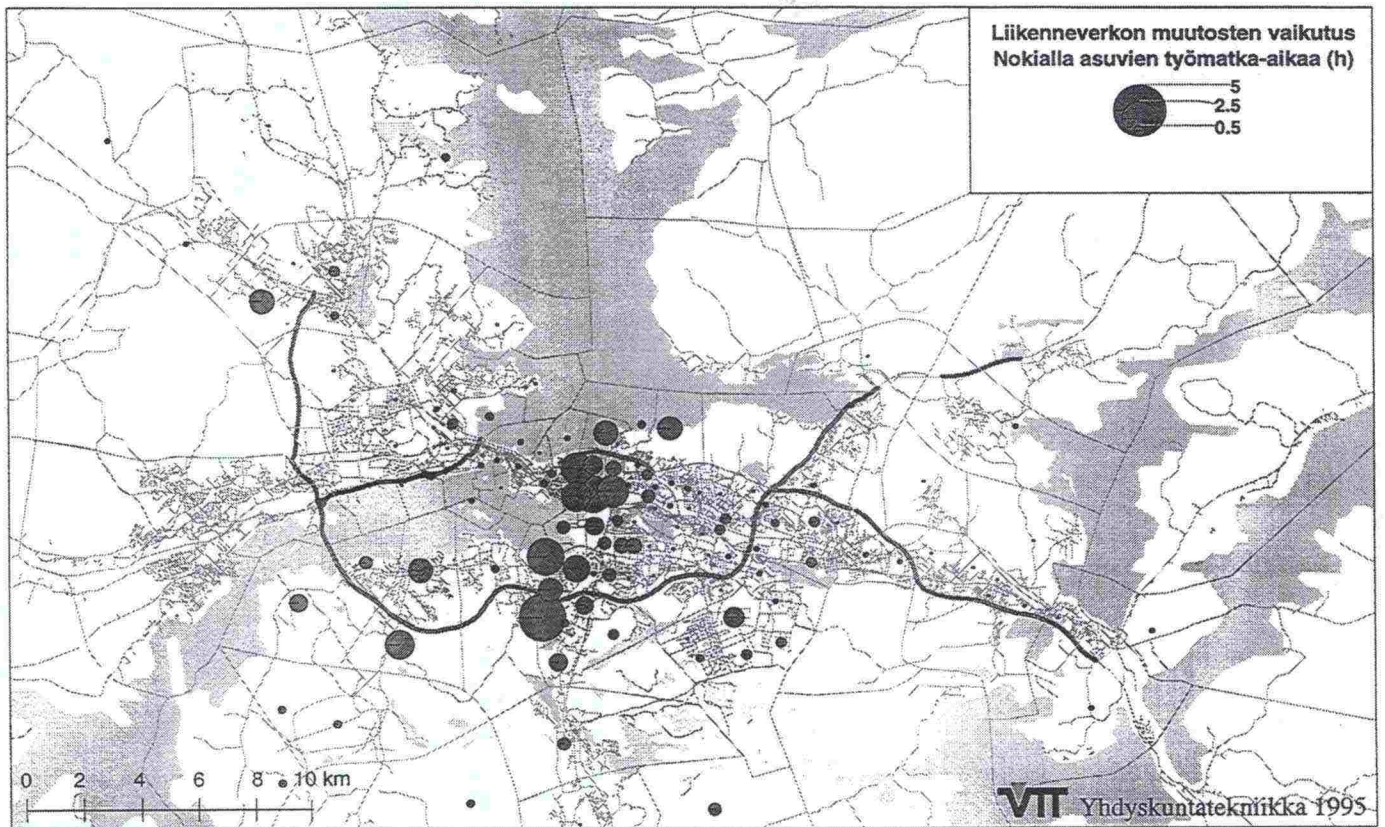 Liikenneverkon muutosten vaikutus
Nokialla asuvien työmatka-aikaa (h)
5
2.5
0.5
0 2 4 6 8 10 km
VTT Yhdyskuntatekniikka 1995